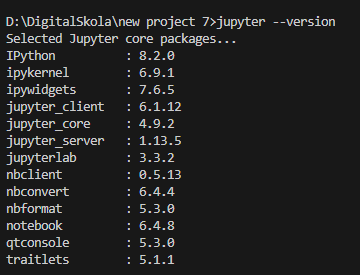 D:\DigitalSkola\new project 7>jupyter --version
Selected Jupyter core packages...
IPython          : 8.2.0
ipykernel        : 6.9.1
ipywidgets       : 7.6.5
jupyter_client   : 6.1.12
jupyter_core     : 4.9.2
jupyter_server   : 1.13.5
jupyterlab       : 3.3.2
nbclient         : 0.5.13
nbconvert        : 6.4.4
nbformat         : 5.3.0
notebook         : 6.4.8
qtconsole        : 5.3.0
traitlets        : 5.1.1